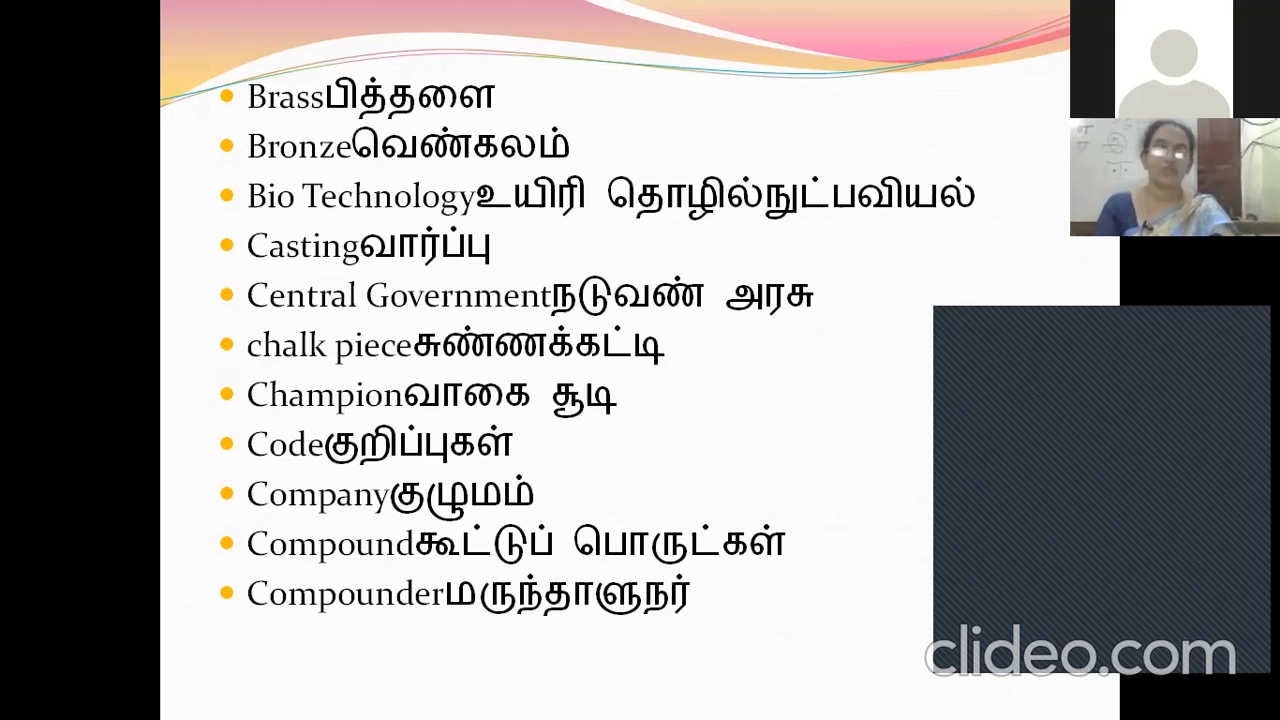 Brassபித்தளை
Bronzeவெண்கலம்
Bio Technologyஉயிரி தொழில்நுட்பவியல்
Castingவார்ப்பு
Central Governmentநடுவண் அரசு
chalk pieceசுண்ணக்கட்டி
Championவாகை சூடி
Codeகுறிப்புகள்
Companyகுழுமம்
Compoundகூட்டுப் பொருட்கள்
Compounderமருந்தாளுநர்
clideo.com